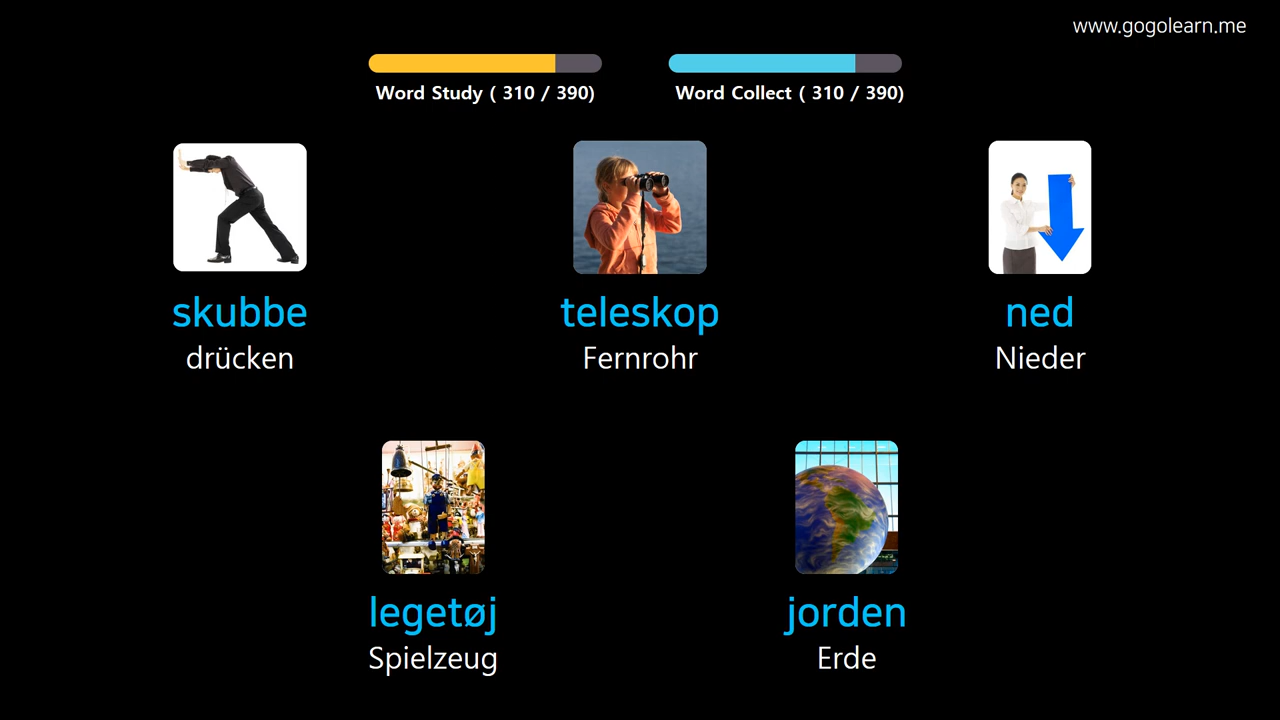 www.gogolearn.me
Word Study ( 310 / 390)
Word Collect ( 310 / 390)
skubbe
drücken
teleskop
Fernrohr
ned
Nieder
legetøj
Spielzeug
jorden
Erde